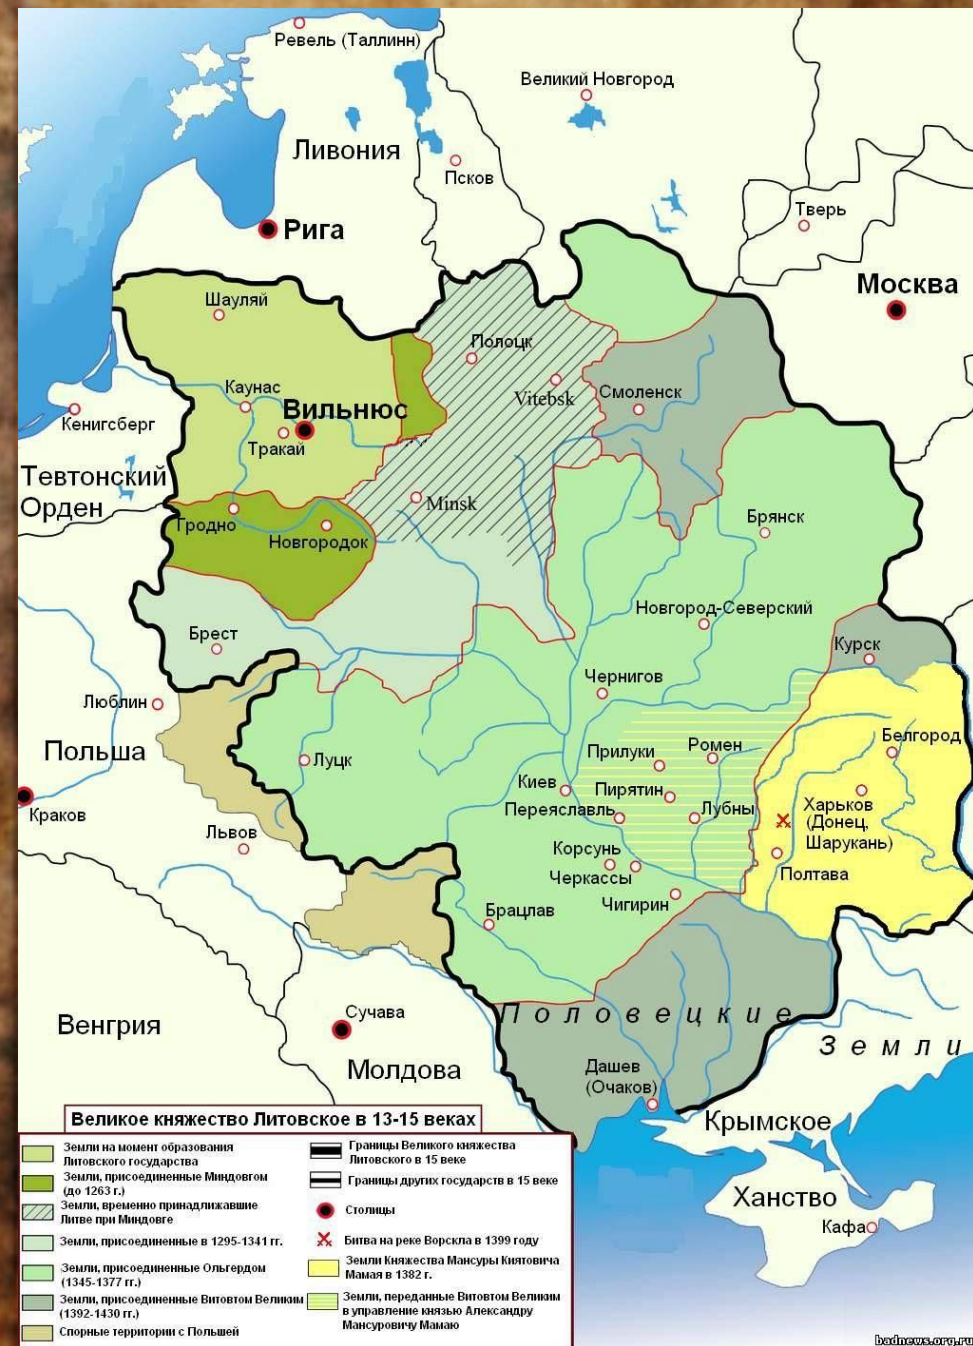 Ревель (Таллинн)
Великий Новгород
Ливония
Псков
Рига
Тверь
Москва
Шауляй
Полоцк
Каунас
Вильнюс
Vitebsk
Смоленск
Кенигсберг
Тракай
Тевтонский
Орден
Minsk
Гродно
Новгородок
Брянск
Новгород-Северский
Брест
Курск
Чернигов
Люблин
Польша
Луцк
Прилуки
Ромен
Белгород
Киев
Пирятин
Краков
Переяславль
Лубны
Харьков
(Донец,
Шарукань)
Львов
Корсунь
Черкассы
Полтава
Чигирин
Брацлав
Половецкие
Земли
Венгрия
Сучава
Молдова
Дашев
(Очаков)
Крымское
Ханство
Кафа
Великое княжество Литовское в 13-15 веках
Земли на момент образования
Литовского государства
Земли, присоединенные Миндовгом
(до 1263 г.)
Земли, временно принадлижавшие
Литве при Миндовге
Земли, присоединенные в 1295-1341 гг.
Земли, присоединенные Ольгердом
(1345-1377 гг.)
Земли, присоединенные Витовтом Великим
(1392-1430 гг.)
Спорные территории с Польшей
Границы Великого княжества
Литовского в 15 веке
Границы других государств в 15 веке
Столицы
Битва на реке Ворскла в 1399 году
Земли Княжества Мансуры Киятовича
Мамая в 1382 г.
Земли, переданные Витовтом Великим
в управление князю Александру
Мансуровичу Мамаю
badnews.org.ru